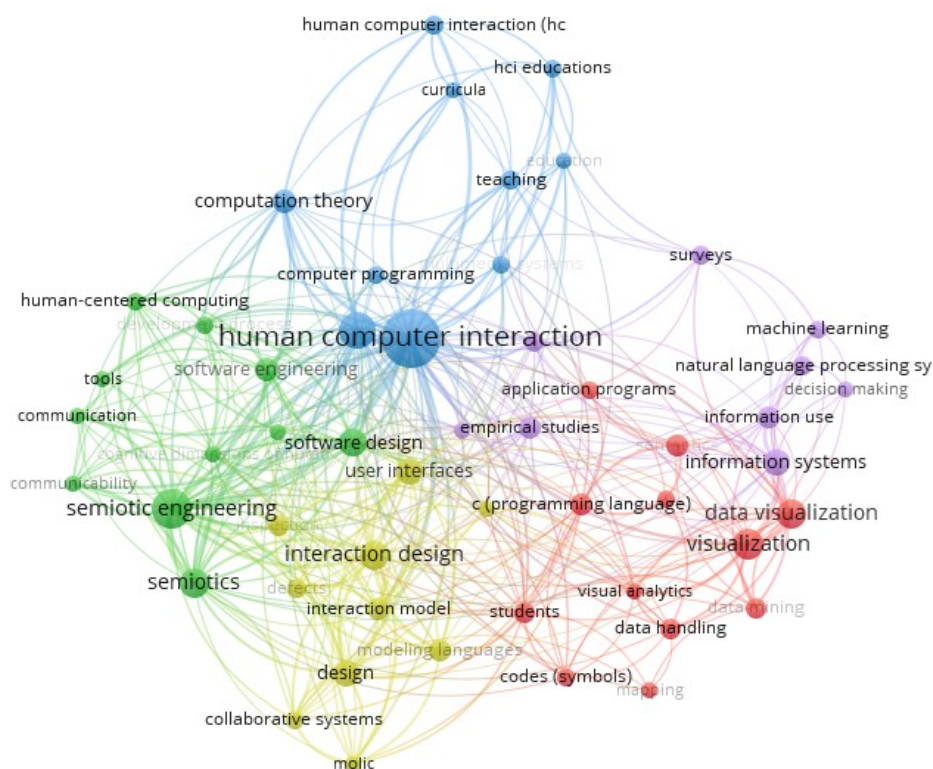 human computer interaction (hc
hci educations
curricula
education
teaching
computation theory
surveys
computer programming
human-centered computing
machine learning
human computer interaction
natural language processing sy
software engineering
tools
application programs
decision making
communication
information use
empirical studies
software design
user interfaces
information systems
communicability
semiotic engineering
c (programming language)
data visualization
visualization
interaction design
semiotics
defects
visual analytics
interaction model
students
data mining
data handling
modeling languages
design
codes (symbols)
mapping
collaborative systems
molic